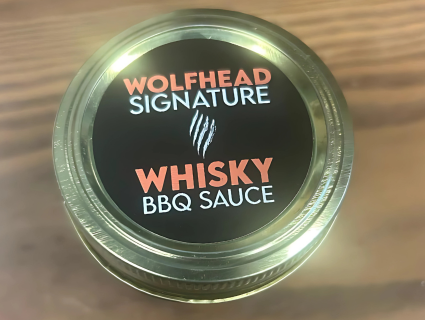 WOLFHEAD
SIGNATURE
WHISKY
BBQ SAUCE